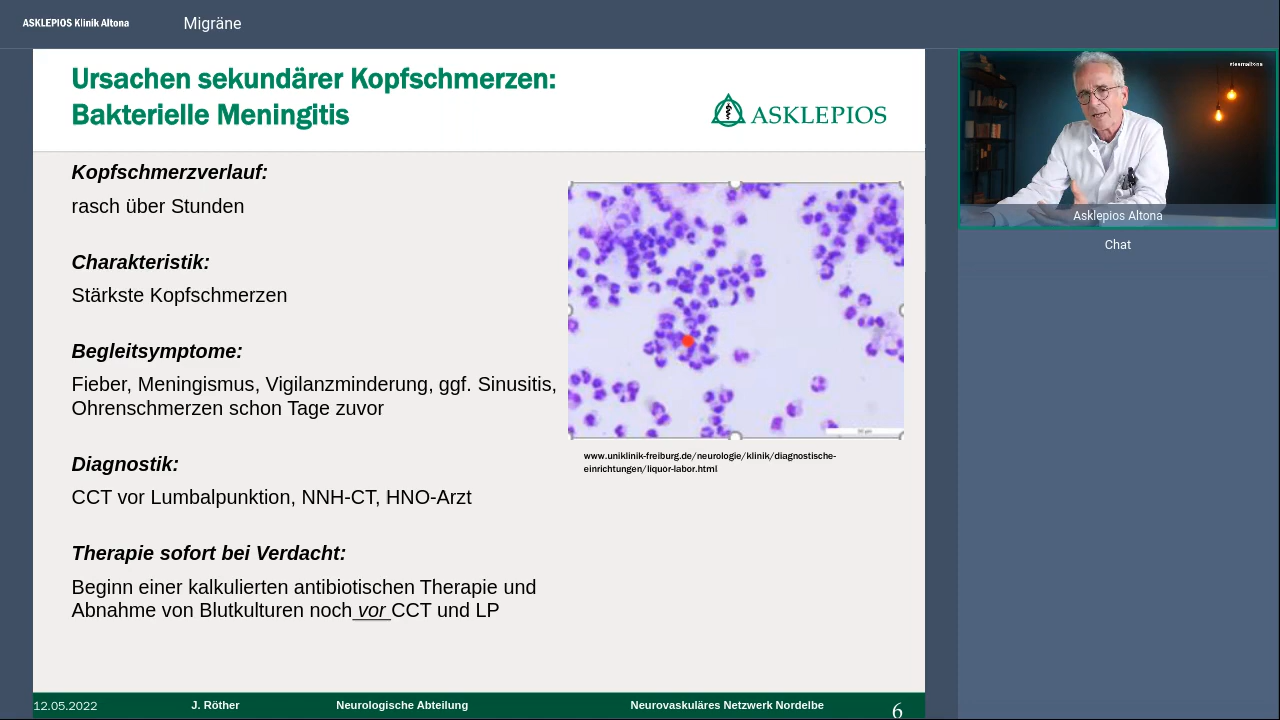 ASKLEPIOS Klinik Altona
Migräne
Ursachen sekundärer Kopfschmerzen:
Bakterielle Meningitis
ASKLEPIOS
Kopfschmerzverlauf:
rasch über Stunden
Charakteristik:
Stärkste Kopfschmerzen
Begleitsymptome:
Fieber, Meningismus, Vigilanzminderung, ggf. Sinusitis,
Ohrenschmerzen schon Tage zuvor
Diagnostik:
CCT vor Lumbalpunktion, NNH-CT, HNO-Arzt
Therapie sofort bei Verdacht:
Beginn einer kalkulierten antibiotischen Therapie und
Abnahme von Blutkulturen noch vor CCT und LP
www.uniklinik-freiburg.de/neurologie/klinik/diagnostische-
einrichtungen/liquor-labor.html
12.05.2022
J. Röther
Neurologische Abteilung
Neurovaskuläres Netzwerk Nordelbe
6
Asklepios Altona
Chat